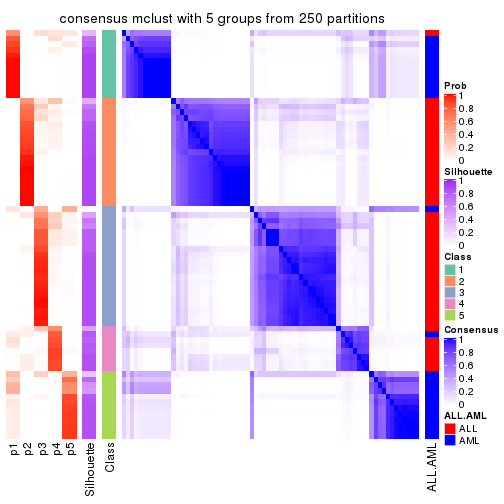 consensus mclust with 5 groups from 250 partitions
Prob
1
0.8
0.6
0.4
0.2
0
Silhouette
1
0.8
0.6
0.4
0.2
0
Class
1
2
3
4
5
Consensus
1
0.8
0.6
0.4
0.2
0
ALL.AML
ALL
AML
p1
p2
p3
p4
p5
Silhouette
Class
ALL.AML